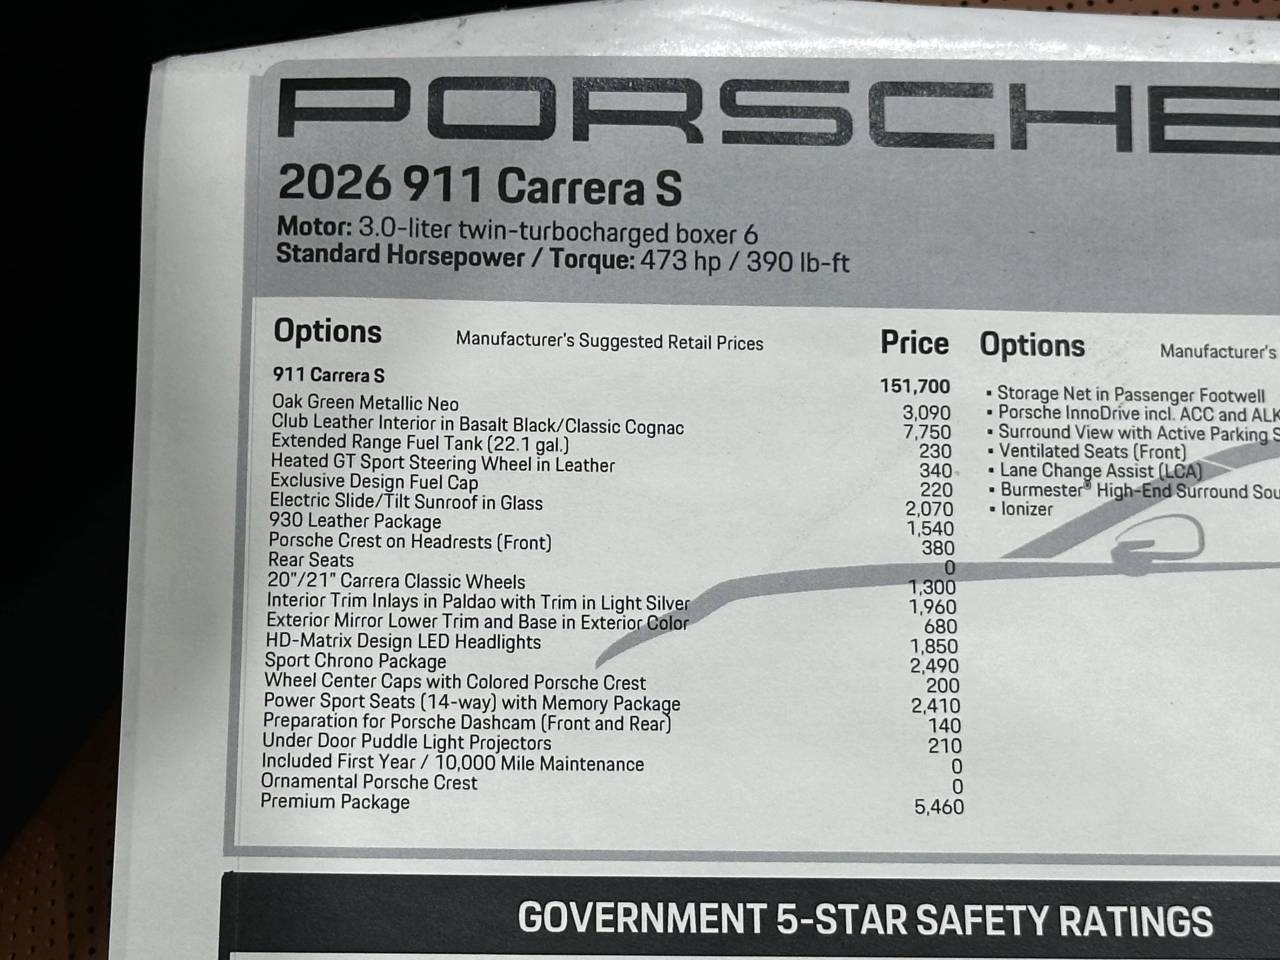 PORSCHE
2026 911 Carrera S
Motor: 3.0-liter twin-turbocharged boxer 6
Standard Horsepower / Torque: 473 hp / 390 lb-ft
Options Manufacturer's Suggested Retail Prices Price
911 Carrera S 151,700
Oak Green Metallic Neo 3,090
Club Leather Interior in Basalt Black/Classic Cognac 7,750
Extended Range Fuel Tank (22.1 gal.) 230
Heated GT Sport Steering Wheel in Leather 340
Exclusive Design Fuel Cap 220
Electric Slide/Tilt Sunroof in Glass 2,070
930 Leather Package 1,540
Porsche Crest on Headrests (Front) 380
Rear Seats 0
20"/21" Carrera Classic Wheels 1,300
Interior Trim Inlays in Paldao with Trim in Light Silver 1,960
Exterior Mirror Lower Trim and Base in Exterior Color 680
HD-Matrix Design LED Headlights 1,850
Sport Chrono Package 2,490
Wheel Center Caps with Colored Porsche Crest 200
Power Sport Seats (14-way) with Memory Package 2,410
Preparation for Porsche Dashcam (Front and Rear) 140
Under Door Puddle Light Projectors 210
Included First Year / 10,000 Mile Maintenance 0
Ornamental Porsche Crest 0
Premium Package 5,460
Options Manufacturer's
▪ Storage Net in Passenger Footwell
▪ Porsche InnoDrive incl. ACC and ALK
▪ Surround View with Active Parking S
▪ Ventilated Seats (Front)
▪ Lane Change Assist (LCA)
▪ Burmester® High-End Surround Sou
▪ Ionizer
GOVERNMENT 5-STAR SAFETY RATINGS